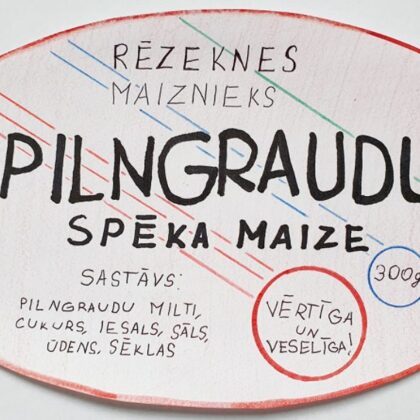 RĒZEKNES
MAIZNIEKS
PILNGRAUDU
SPĒKA MAIZE
300g
SASTĀVS:
PILNGRAUDU MILTI,
CUKURS, IESALS, SĀLS,
ŪDENS, SĒKLAS
VĒRTĪGA
UN
VESELĪGA!